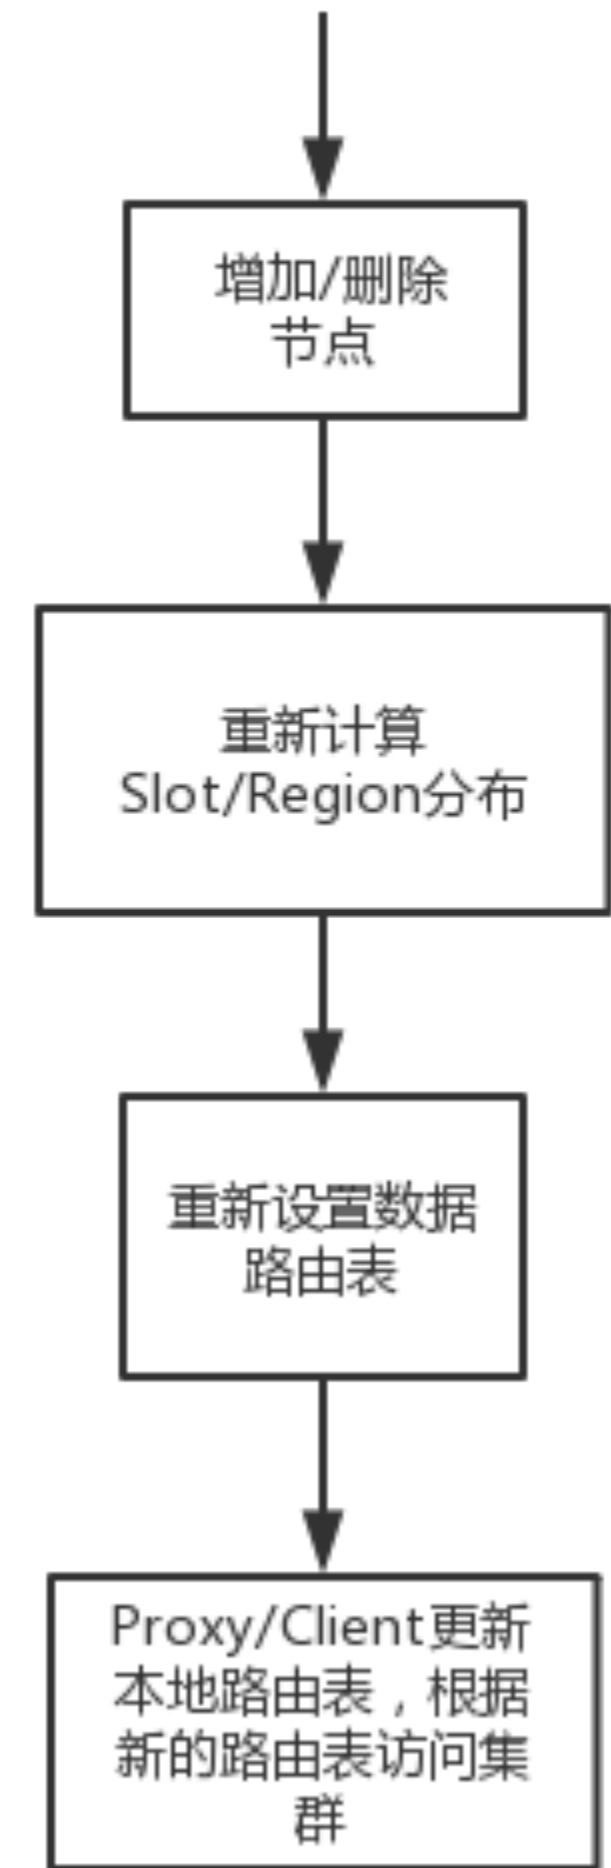 增加/删除
节点
重新计算
Slot/Region分布
重新设置数据
路由表
Proxy/Client更新
本地路由表，根据
新的路由表访问集
群